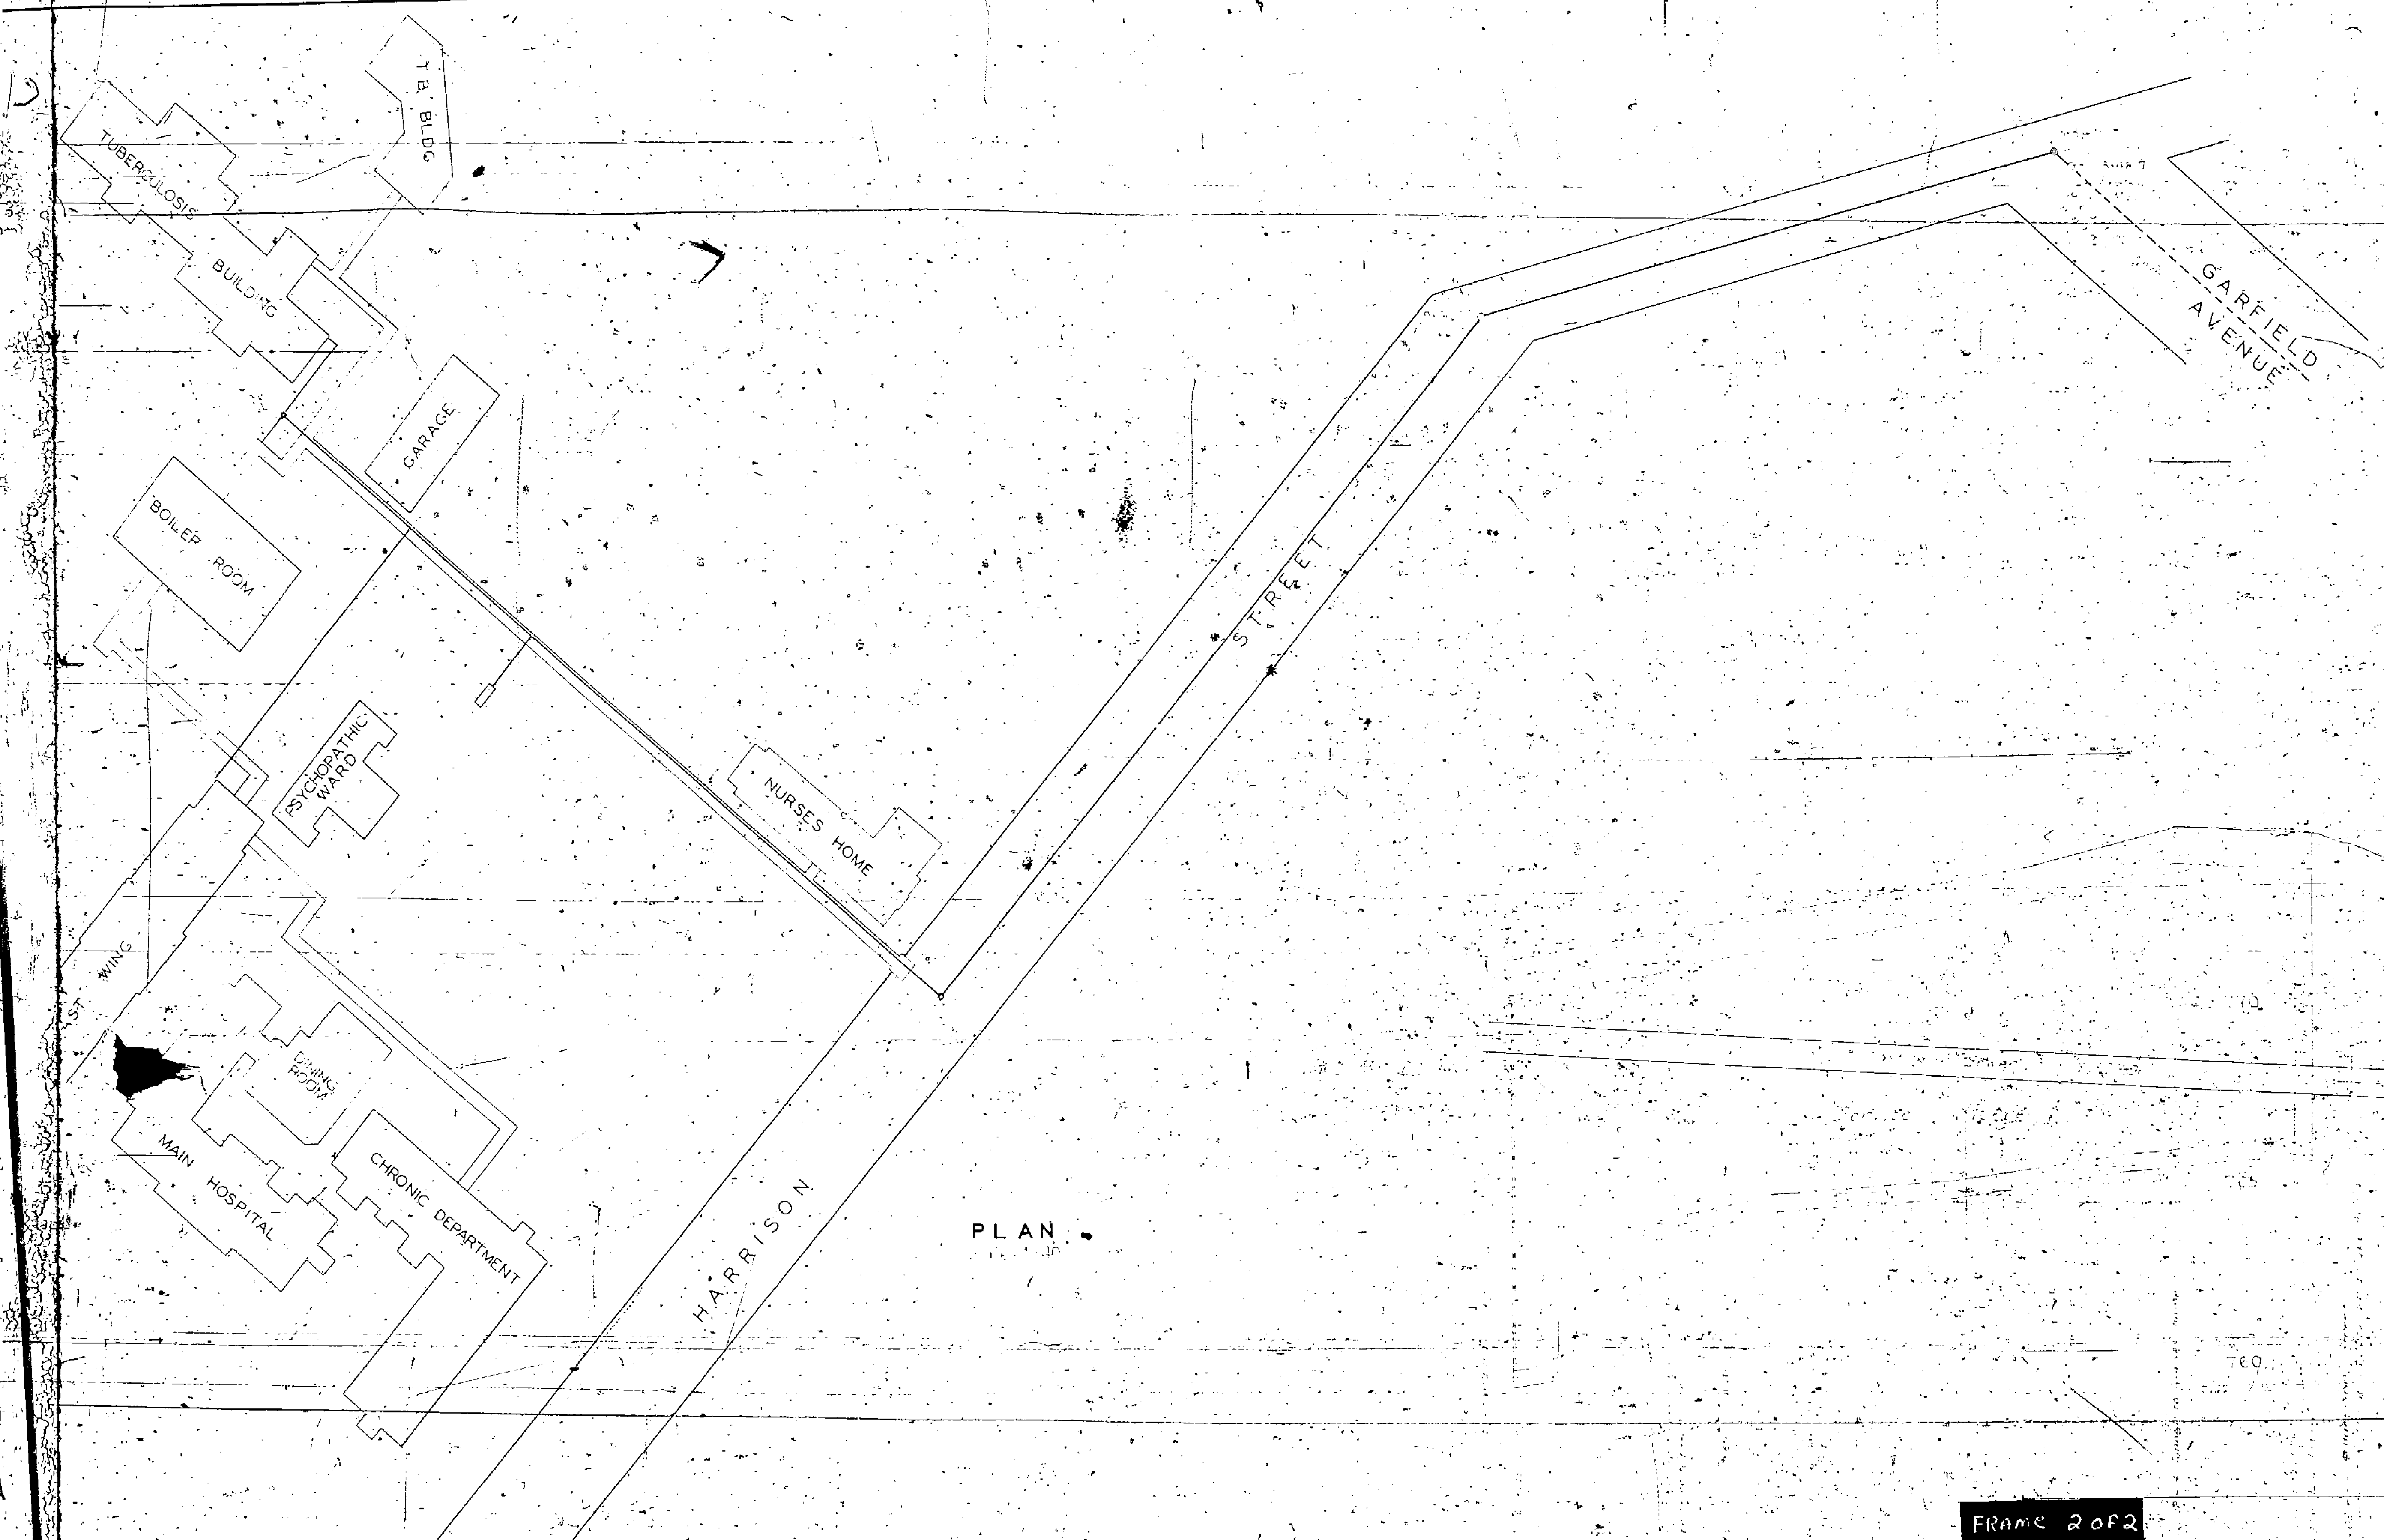 T.B. BLDG
TUBERCULOSIS
BUILDING
GARFIELD
AVENUE
GARAGE
BOILER ROOM
STREET
PSYCHOPATHIC
WARD
NURSES HOME
WING
DINING
ROOM
MAIN HOSPITAL
CHRONIC DEPARTMENT
HARRISON
PLAN
760
FRAME 2 OF 2